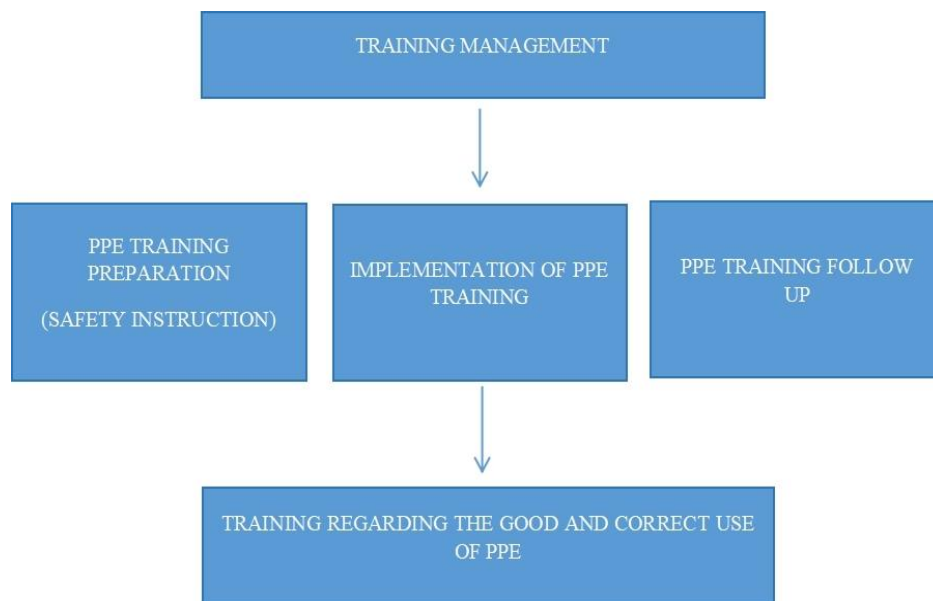 TRAINING MANAGEMENT
PPE TRAINING
PREPARATION
(SAFETY INSTRUCTION)
IMPLEMENTATION OF PPE
TRAINING
PPE TRAINING FOLLOW
UP
TRAINING REGARDING THE GOOD AND CORRECT USE
OF PPE